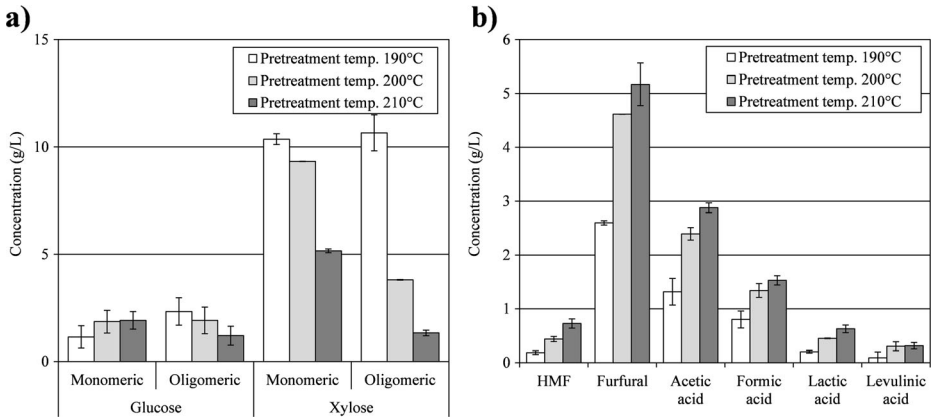 a)
Concentration (g/L)
15
10
5
0
Pretreatment temp. 190°C
Pretreatment temp. 200°C
Pretreatment temp. 210°C
Monomeric Oligomeric Monomeric Oligomeric
Glucose Xylose
b)
Concentration (g/L)
6
5
4
3
2
1
0
Pretreatment temp. 190°C
Pretreatment temp. 200°C
Pretreatment temp. 210°C
HMF Furfural Acetic Formic Lactic Levulinic
acid acid acid acid